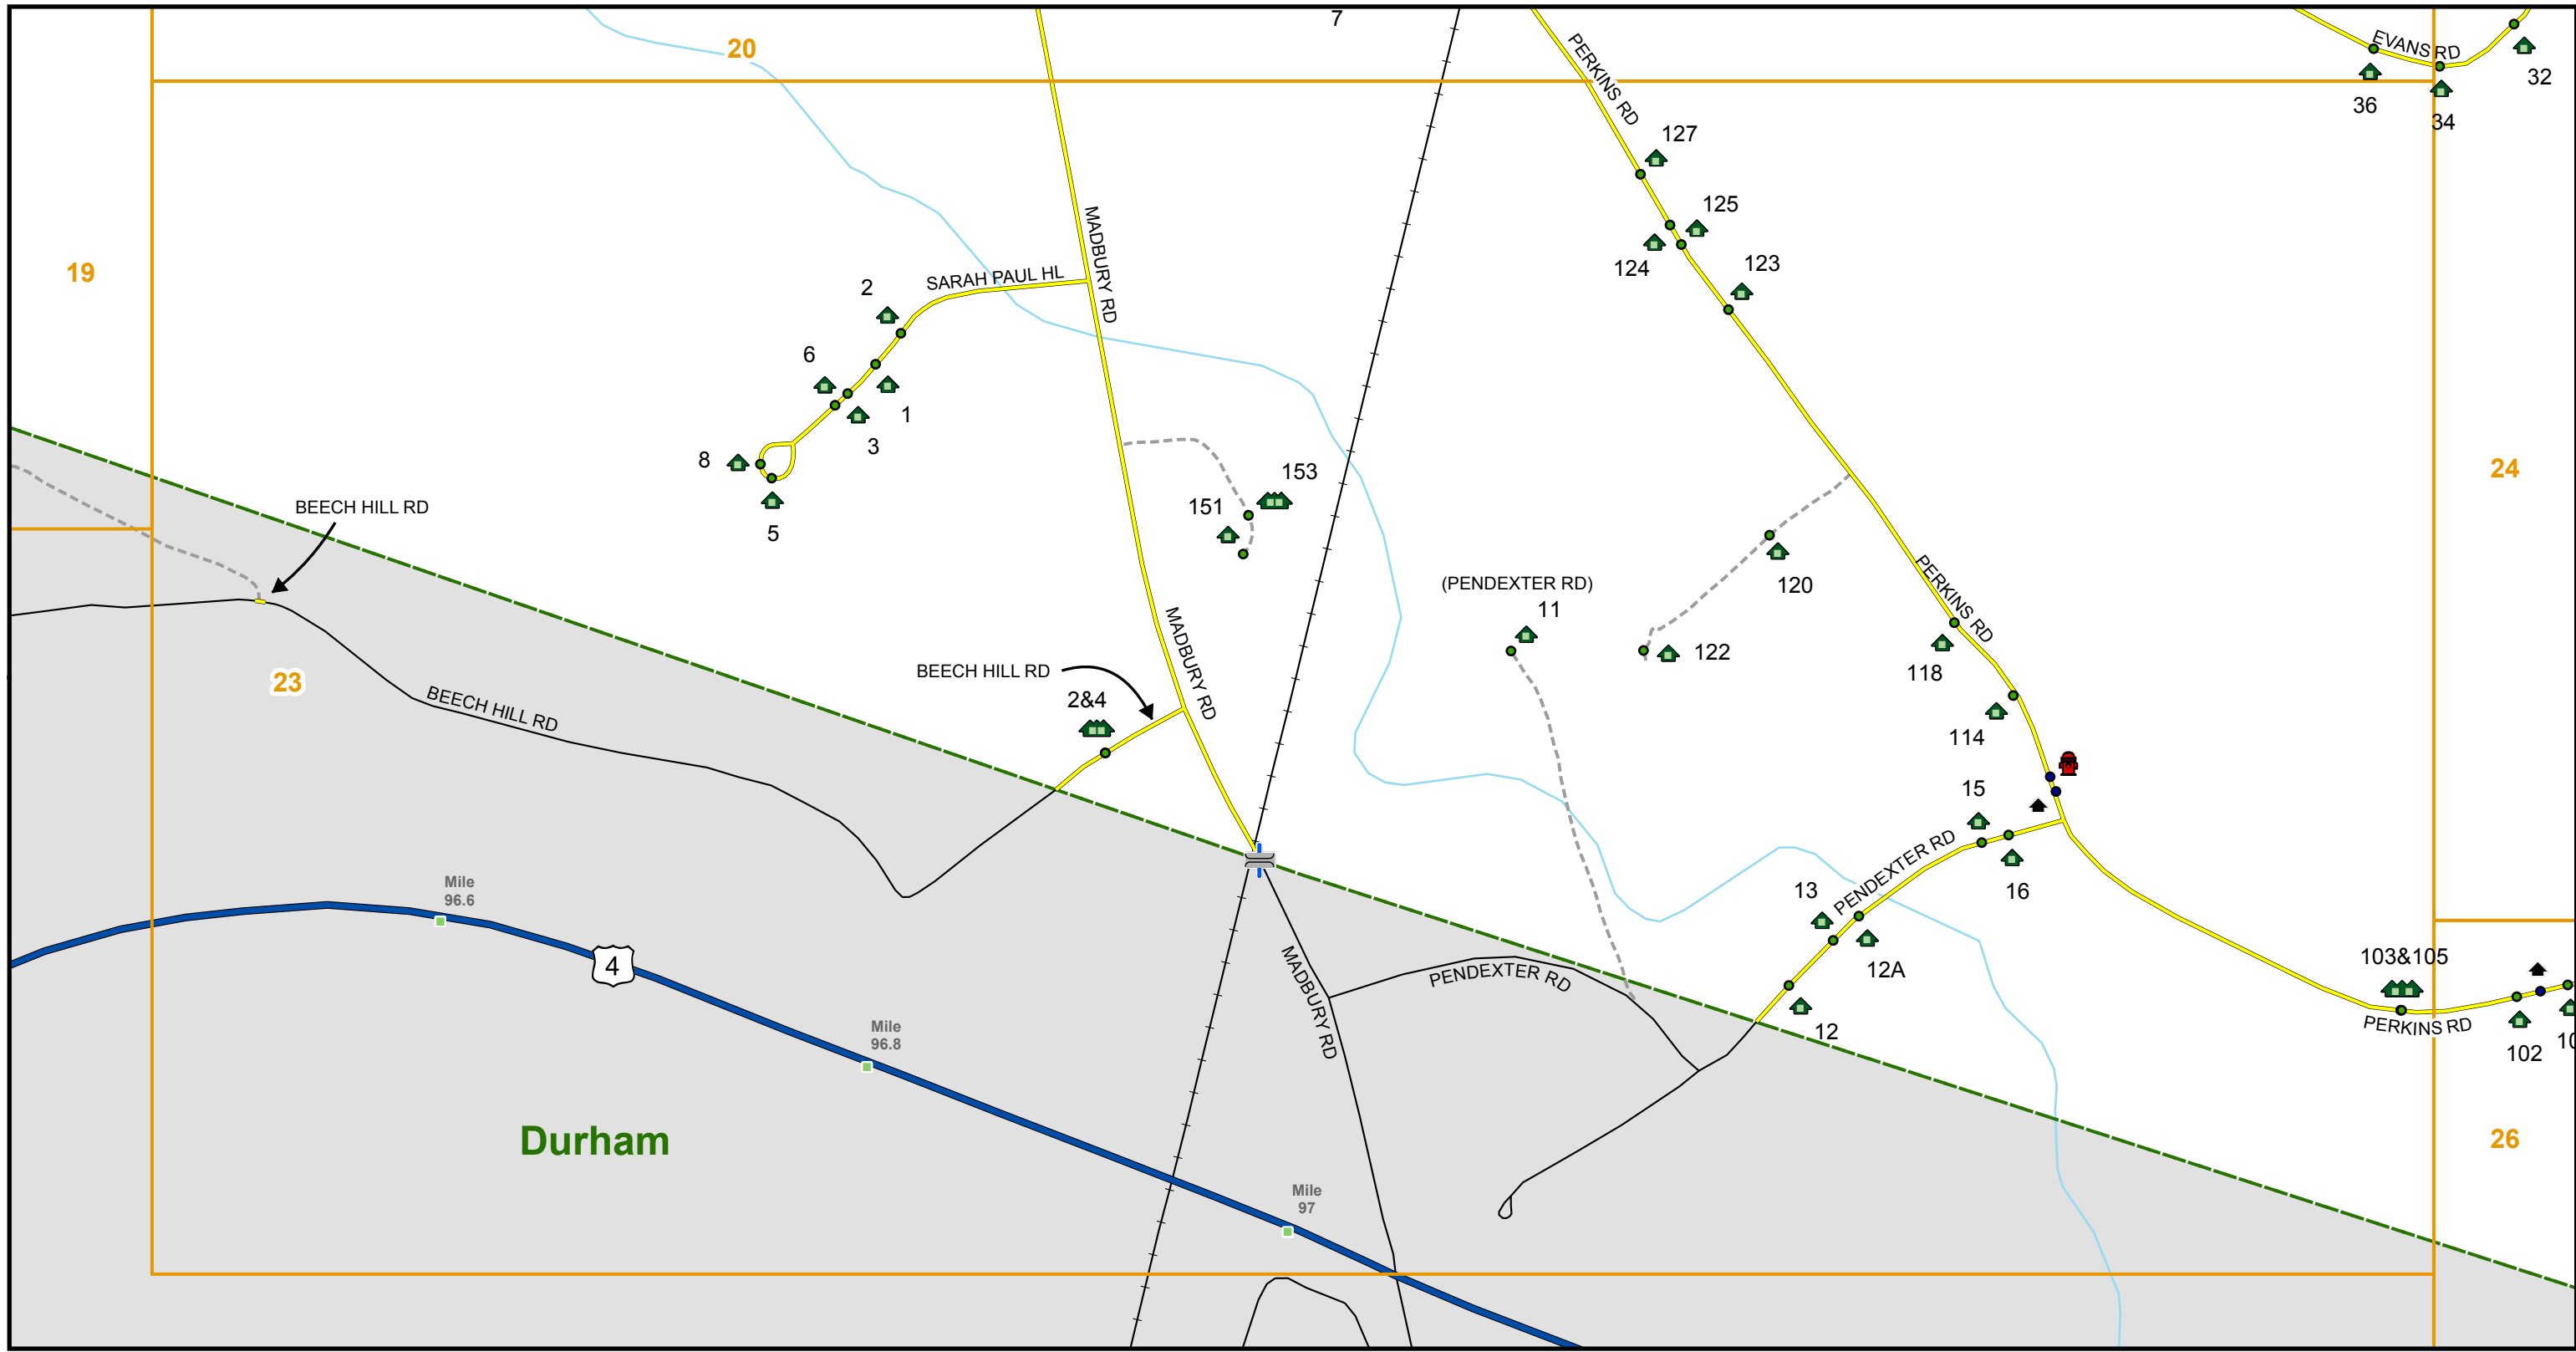 7
20
PERKINS RD
EVANS RD
32
36
34
127
19
125
124
123
MADBURY RD
SARAH PAUL HL
2
6
1
3
8
5
24
153
151
BEECH HILL RD
(PENDEXTER RD)
11
120
122
PERKINS RD
118
MADBURY RD
BEECH HILL RD
2&4
23
BEECH HILL RD
114
15
PENDEXTER RD
16
13
12A
12
Mile
96.6
4
103&105
PERKINS RD
102
MADBURY RD
PENDEXTER RD
Mile
96.8
Durham
26
Mile
97